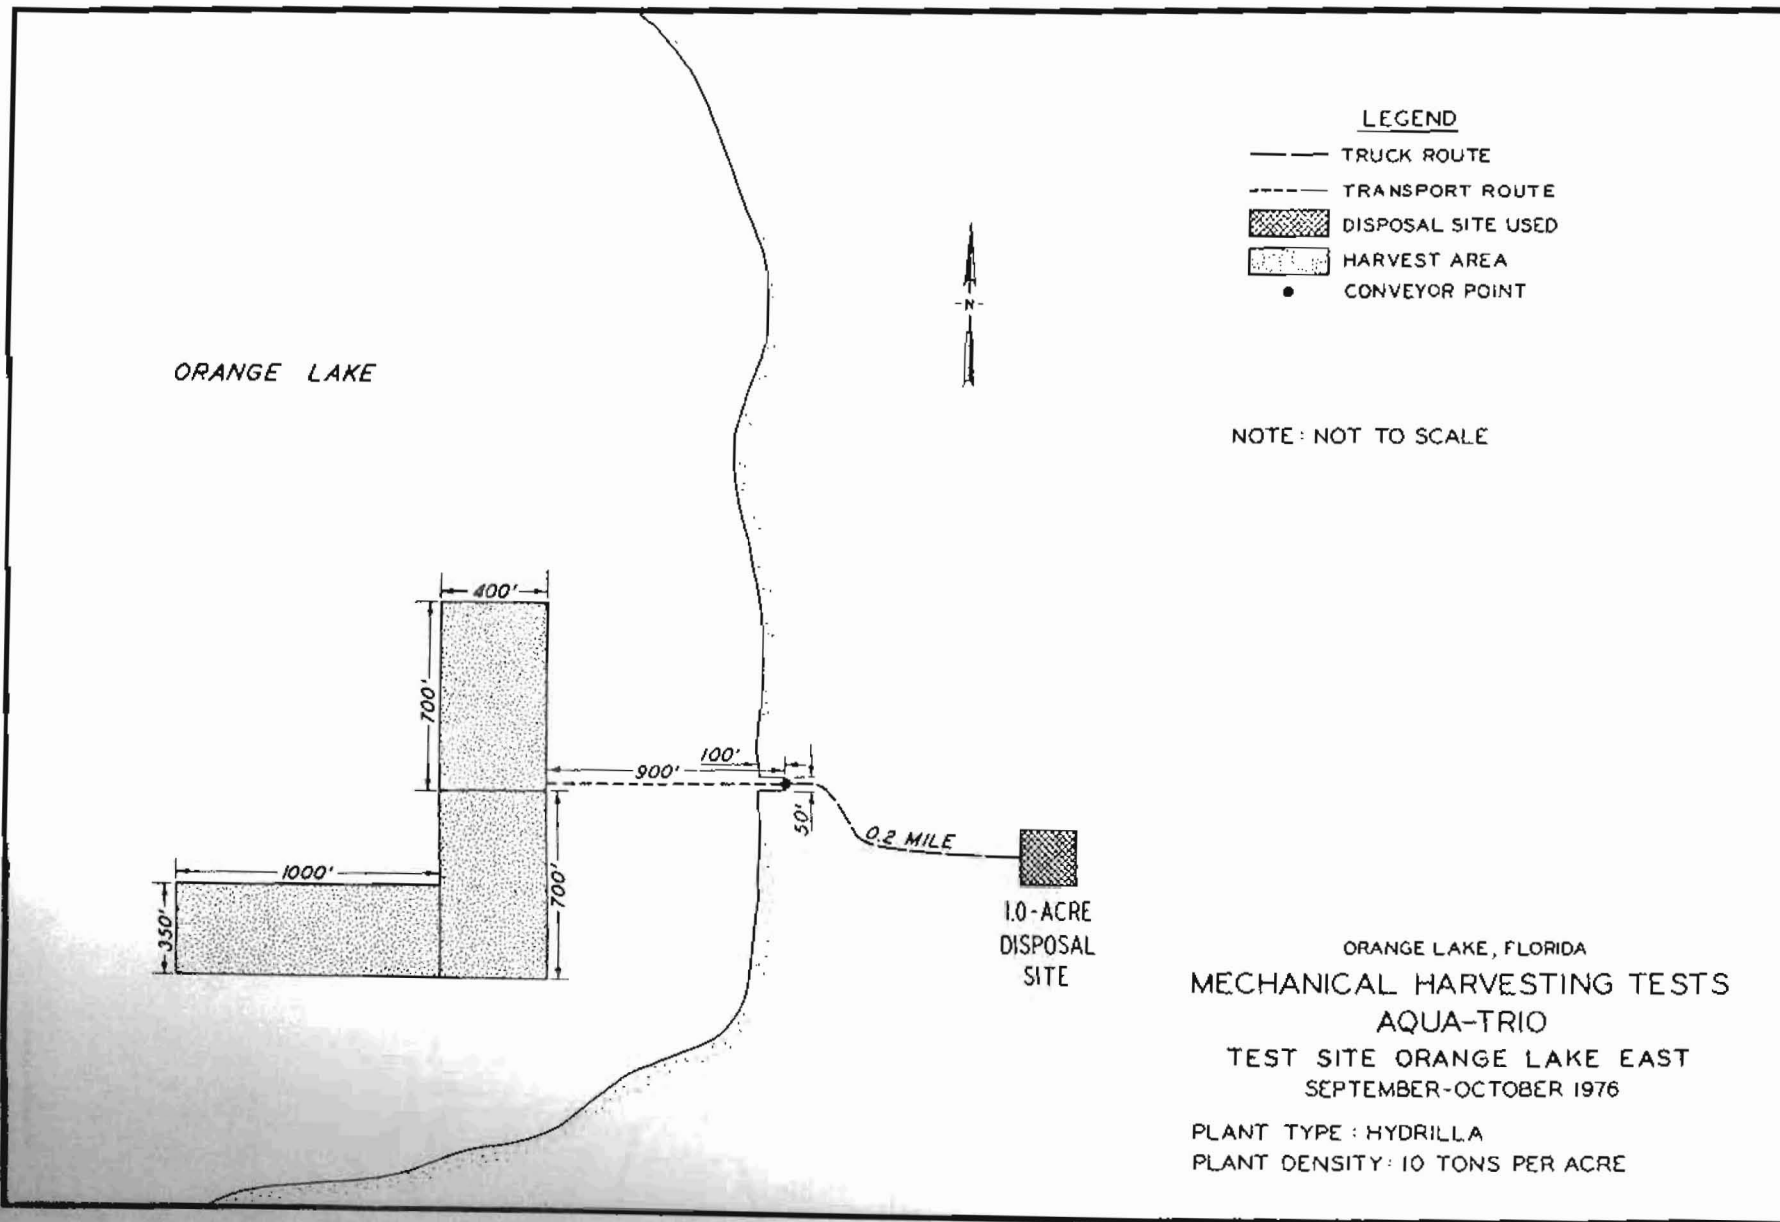 LEGEND
TRUCK ROUTE
TRANSPORT ROUTE
DISPOSAL SITE USED
HARVEST AREA
CONVEYOR POINT
-N-
ORANGE LAKE
NOTE: NOT TO SCALE
400'
700'
100'
900'
50'
0.2 MILE
1000'
700'
350'
1.0-ACRE
DISPOSAL
SITE
ORANGE LAKE, FLORIDA
MECHANICAL HARVESTING TESTS
AQUA-TRIO
TEST SITE ORANGE LAKE EAST
SEPTEMBER-OCTOBER 1976
PLANT TYPE: HYDRILLA
PLANT DENSITY: 10 TONS PER ACRE